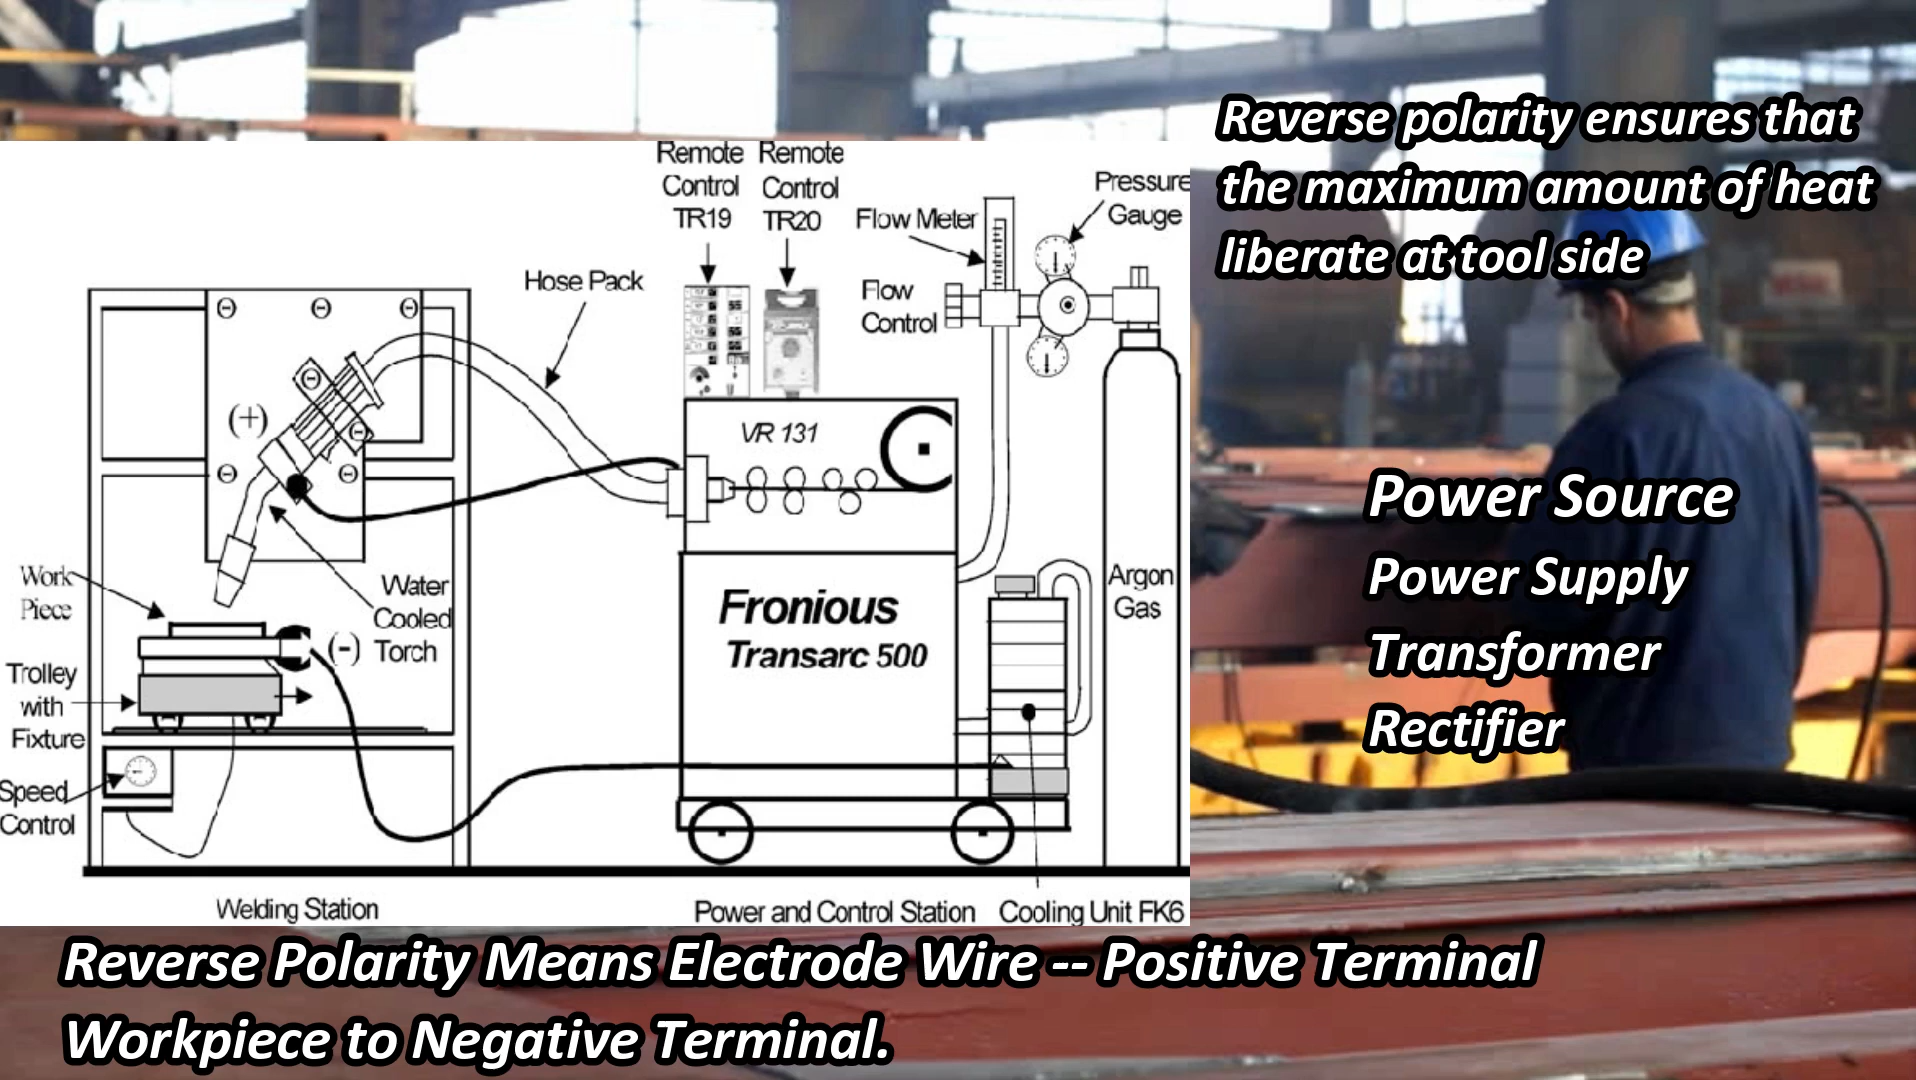 Reverse polarity ensures that
the maximum amount of heat
liberate at tool side
Remote
Control
TR19
Remote
Control
TR20
Flow Meter
Pressure
Gauge
Hose Pack
Flow
Control
(+)
VR 131
Power Source
Power Supply
Transformer
Rectifier
Work
Piece
Water
Cooled
Torch
(-)
Fronious
Transarc 500
Argon
Gas
Trolley
with
Fixture
Speed
Control
Welding Station
Power and Control Station
Cooling Unit FK6
Reverse Polarity Means Electrode Wire -- Positive Terminal
Workpiece to Negative Terminal.